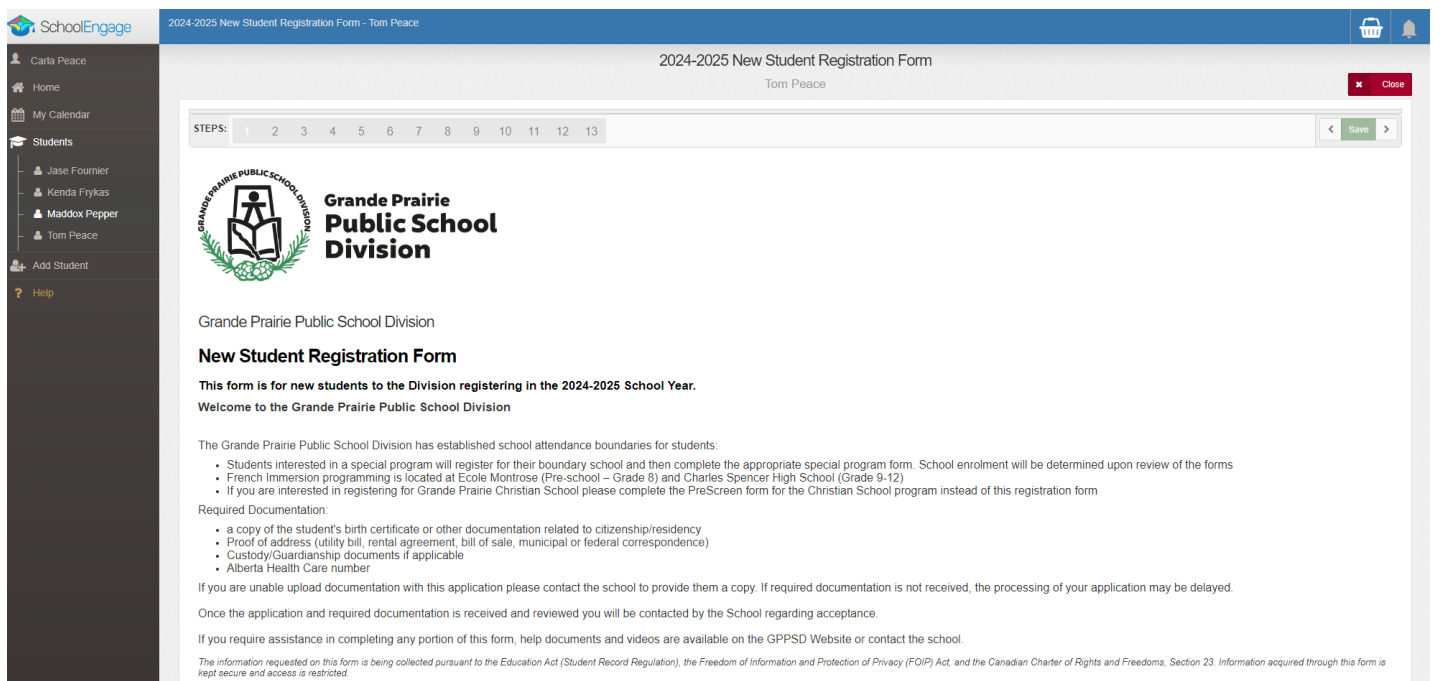 SchoolEngage
2024-2025 New Student Registration Form - Tom Peace
Carla Peace
Home
My Calendar
Students
Jase Fournier
Kenda Frykas
Maddox Pepper
Tom Peace
Add Student
? Help
2024-2025 New Student Registration Form
Tom Peace
× Close
STEPS: 1 2 3 4 5 6 7 8 9 10 11 12 13
< Save >
GRANDE PRAIRIE PUBLIC SCHOOL DIVISION
Grande Prairie
Public School
Division
Grande Prairie Public School Division
New Student Registration Form
This form is for new students to the Division registering in the 2024-2025 School Year.
Welcome to the Grande Prairie Public School Division
The Grande Prairie Public School Division has established school attendance boundaries for students:
• Students interested in a special program will register for their boundary school and then complete the appropriate special program form. School enrolment will be determined upon review of the forms
• French Immersion programming is located at Ecole Montrose (Pre-school – Grade 8) and Charles Spencer High School (Grade 9-12)
• If you are interested in registering for Grande Prairie Christian School please complete the PreScreen form for the Christian School program instead of this registration form
Required Documentation:
• a copy of the student's birth certificate or other documentation related to citizenship/residency
• Proof of address (utility bill, rental agreement, bill of sale, municipal or federal correspondence)
• Custody/Guardianship documents if applicable
• Alberta Health Care number
If you are unable upload documentation with this application please contact the school to provide them a copy. If required documentation is not received, the processing of your application may be delayed.
Once the application and required documentation is received and reviewed you will be contacted by the School regarding acceptance.
If you require assistance in completing any portion of this form, help documents and videos are available on the GPPSD Website or contact the school.
The information requested on this form is being collected pursuant to the Education Act (Student Record Regulation), the Freedom of Information and Protection of Privacy (FOIP) Act, and the Canadian Charter of Rights and Freedoms, Section 23. Information acquired through this form is
kept secure and access is restricted.